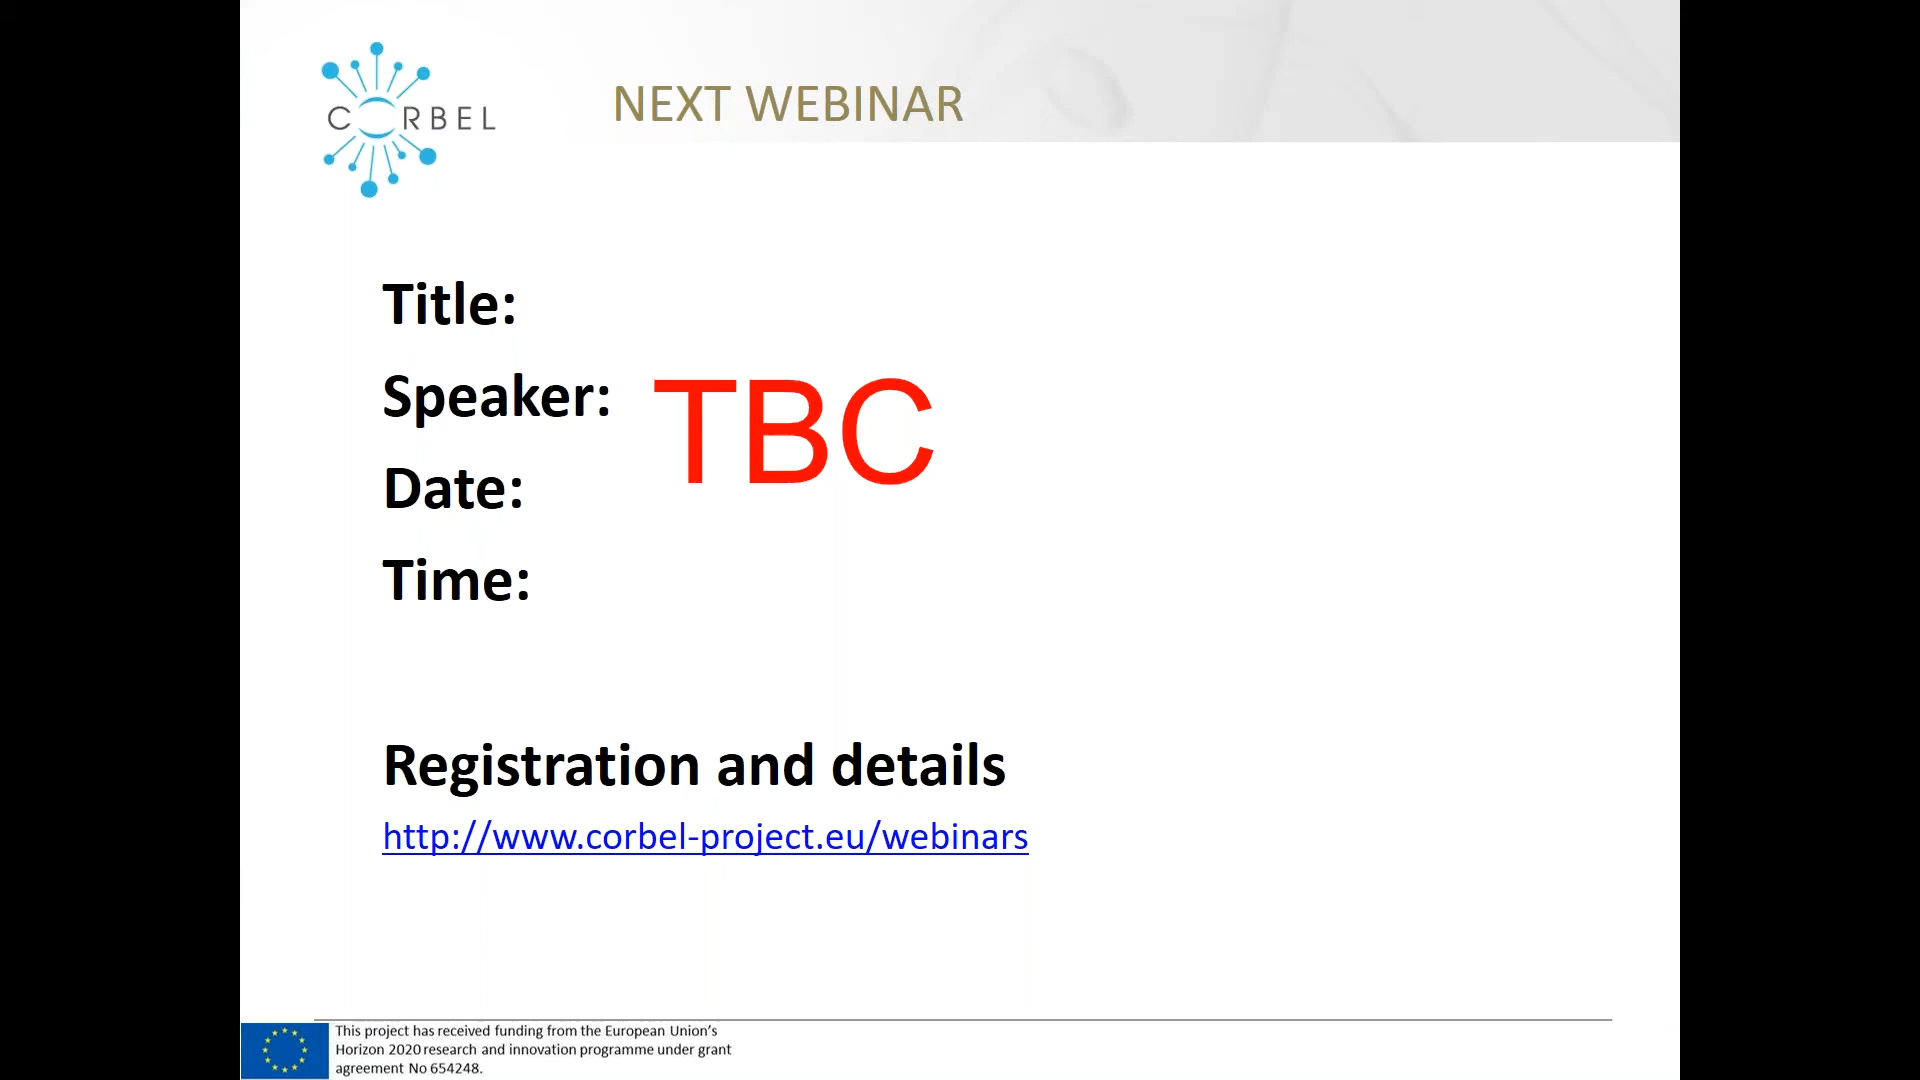 CORBEL
NEXT WEBINAR
Title:
Speaker:
TBC
Date:
Time:
Registration and details
http://www.corbel-project.eu/webinars
This project has received funding from the European Union’s
Horizon 2020 research and innovation programme under grant
agreement No 654248.